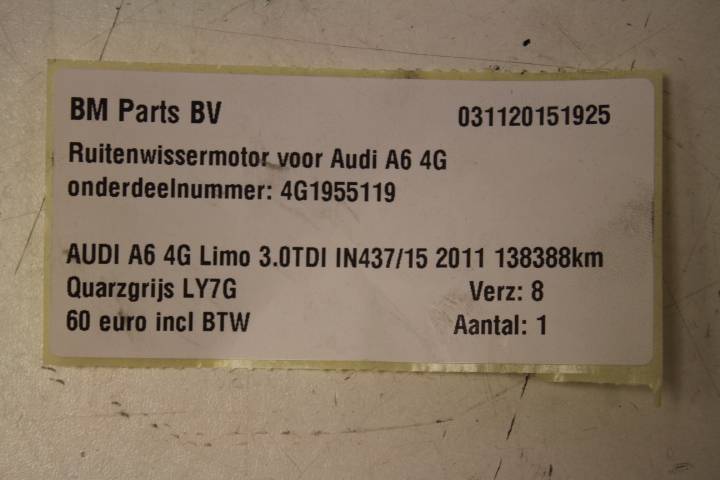 BM Parts BV 031120151925
Ruitenwissermotor voor Audi A6 4G
onderdeelnummer: 4G1955119
AUDI A6 4G Limo 3.0TDI IN437/15 2011 138388km
Quarzgrijs LY7G Verz: 8
60 euro incl BTW Aantal: 1